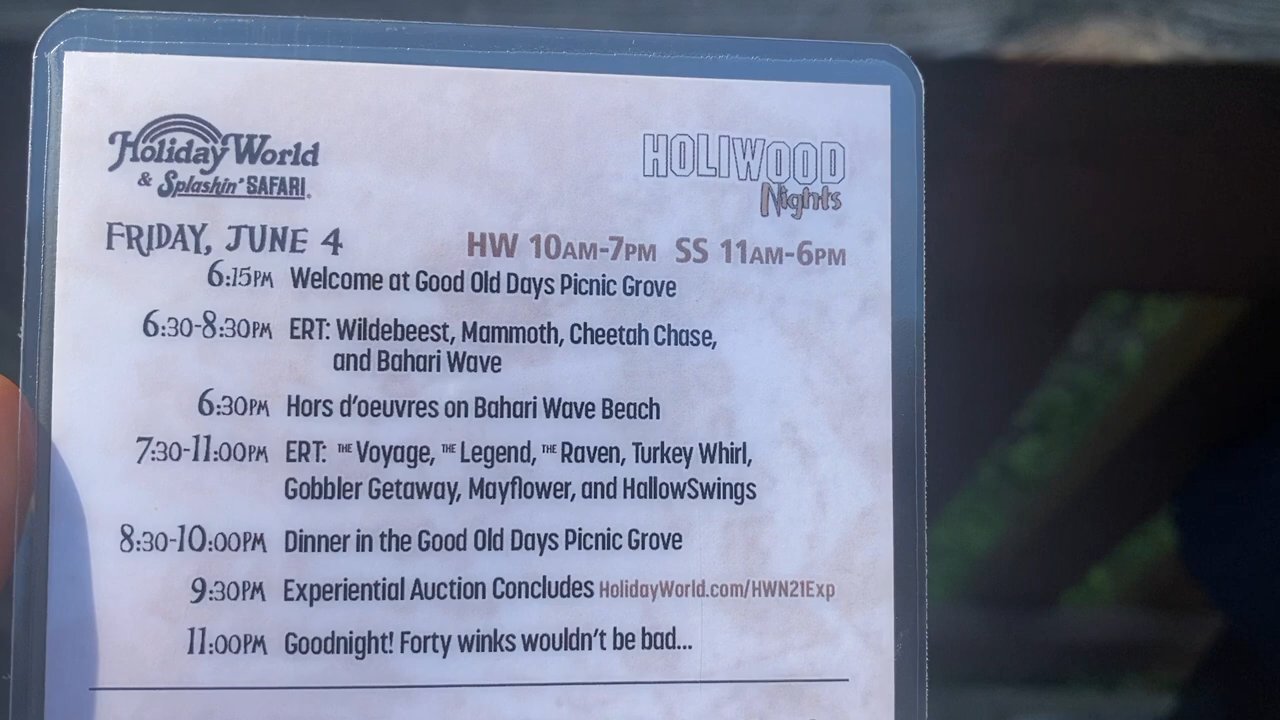 Holiday World
& Splashin' SAFARI®
HOLIWOOD
Nights
FRIDAY, JUNE 4 HW 10AM-7PM SS 11AM-6PM
6:15PM Welcome at Good Old Days Picnic Grove
6:30-8:30PM ERT: Wildebeest, Mammoth, Cheetah Chase,
and Bahari Wave
6:30PM Hors d'oeuvres on Bahari Wave Beach
7:30-11:00PM ERT: THE Voyage, THE Legend, THE Raven, Turkey Whirl,
Gobbler Getaway, Mayflower, and HallowSwings
8:30-10:00PM Dinner in the Good Old Days Picnic Grove
9:30PM Experiential Auction Concludes HolidayWorld.com/HWN21Exp
11:00PM Goodnight! Forty winks wouldn't be bad...